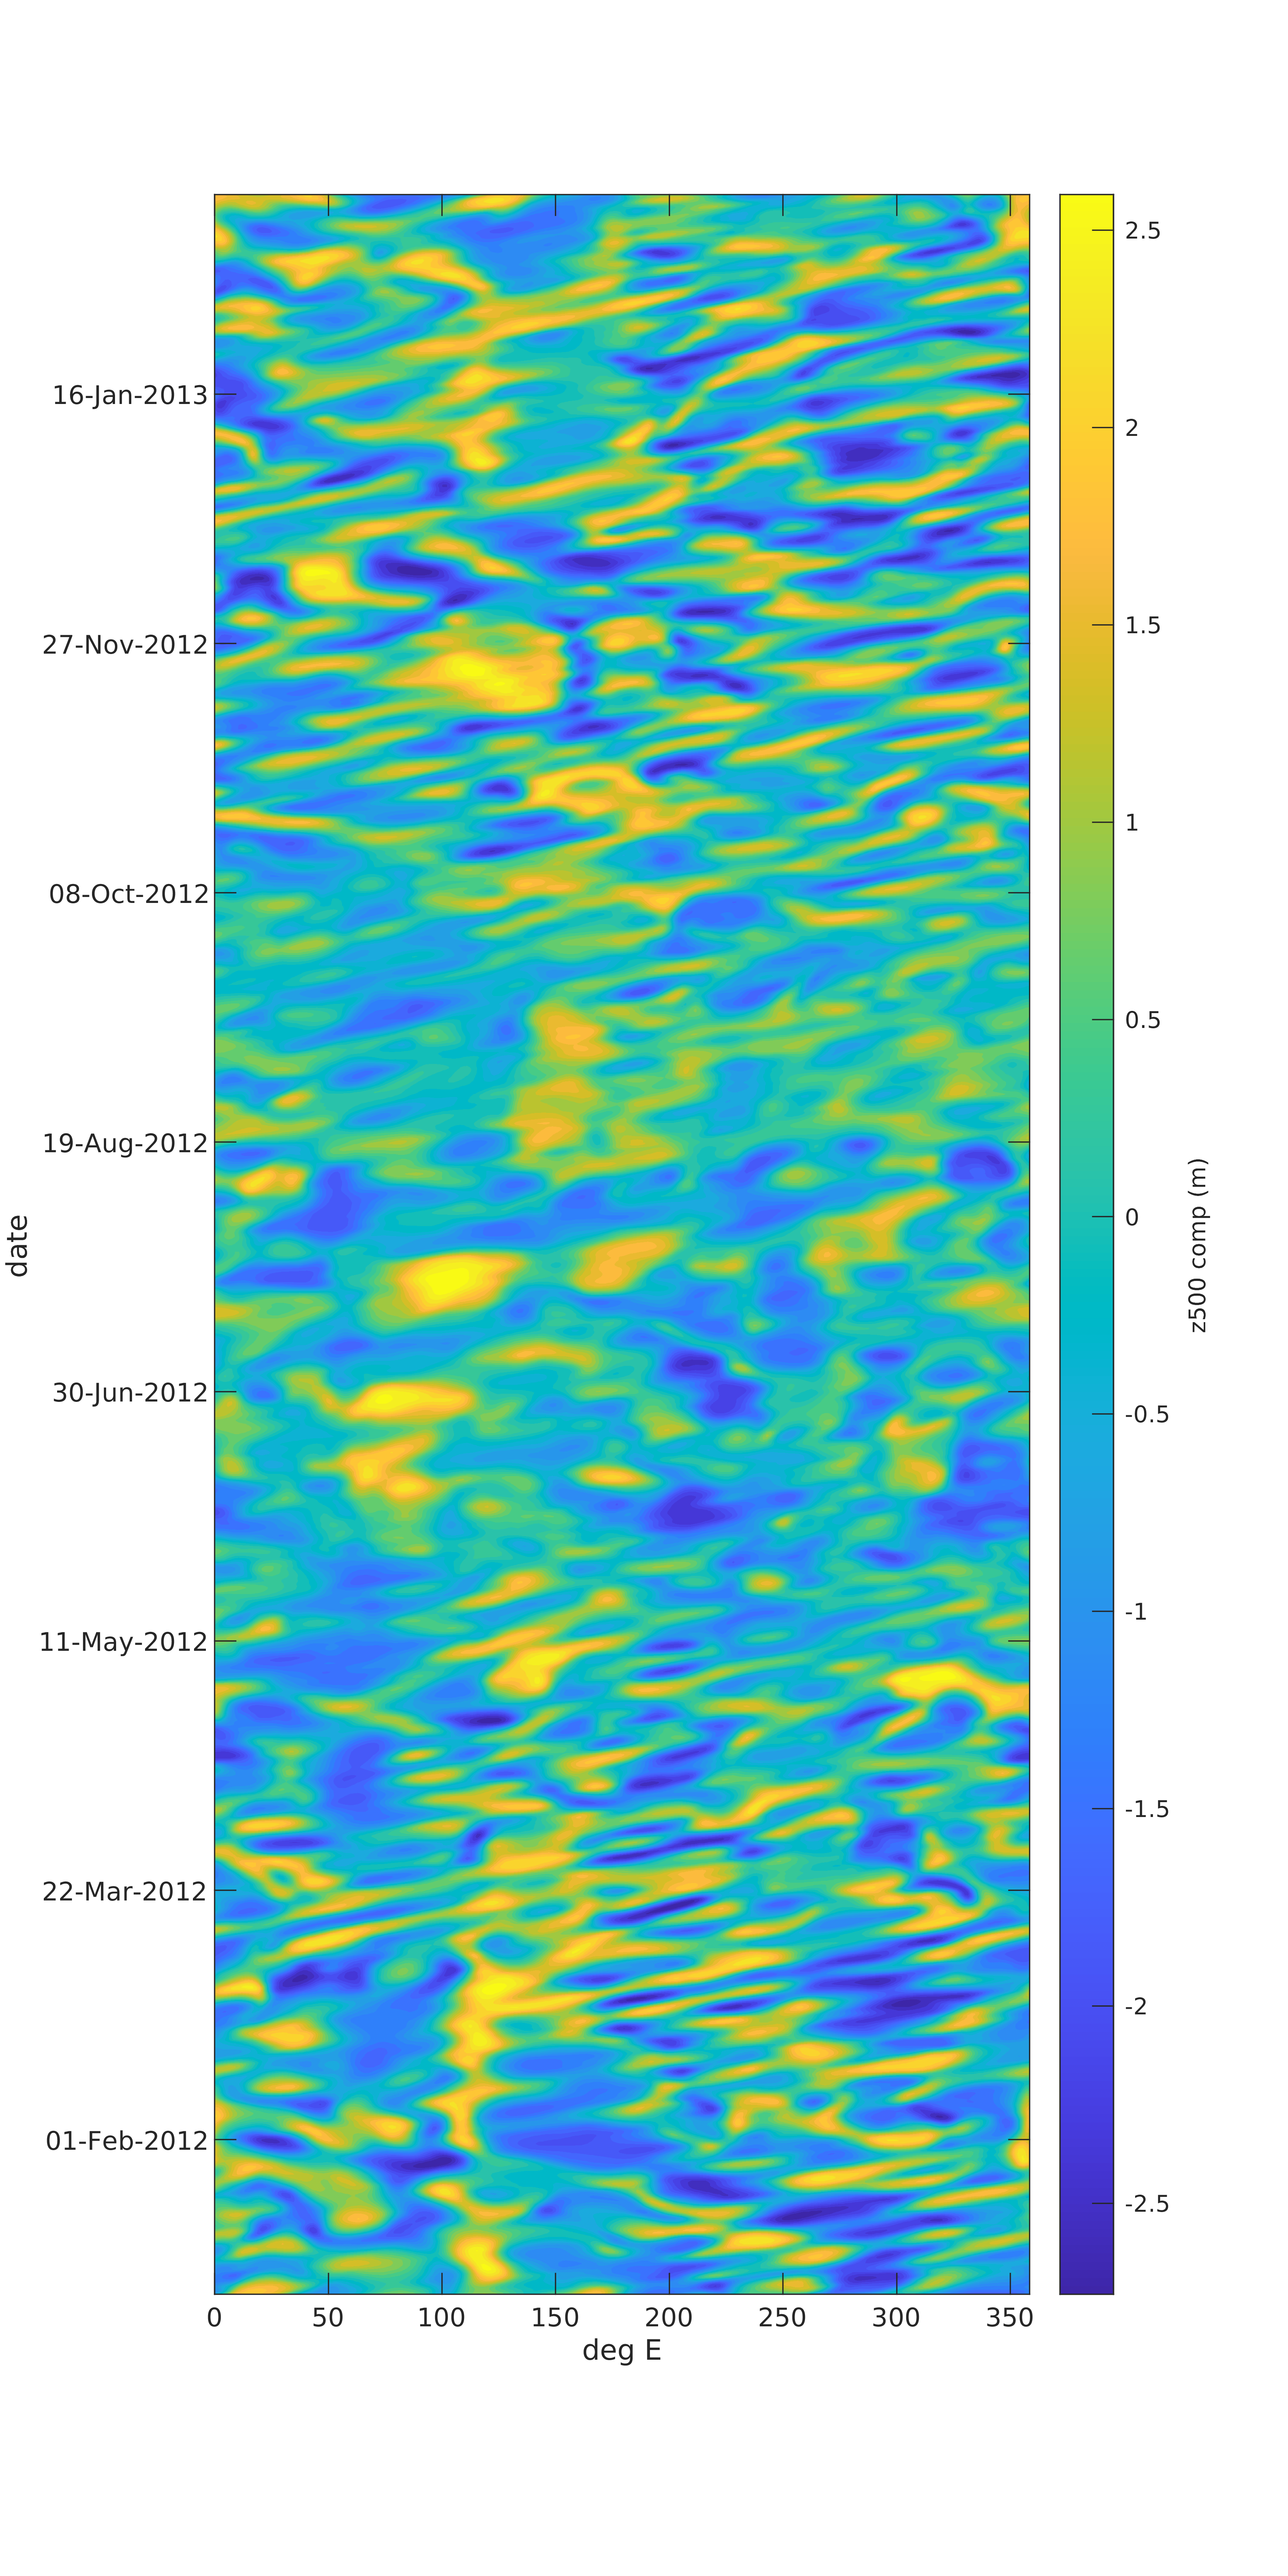 16-Jan-2013
27-Nov-2012
08-Oct-2012
19-Aug-2012
30-Jun-2012
11-May-2012
22-Mar-2012
01-Feb-2012
date
0 50 100 150 200 250 300 350
deg E
2.5
2
1.5
1
0.5
0
-0.5
-1
-1.5
-2
-2.5
z500 comp (m)